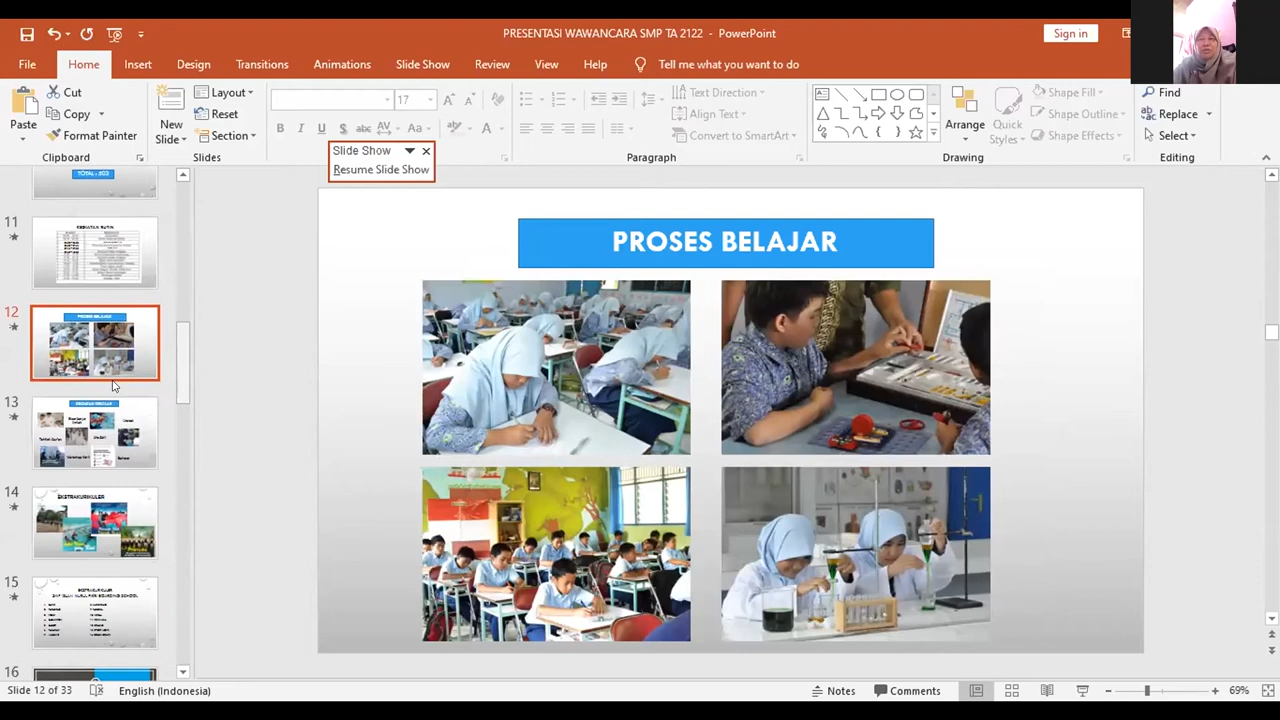 PRESENTASI WAWANCARA SMP TA 2122 - PowerPoint
Sign in
File Home Insert Design Transitions Animations Slide Show Review View Help Tell me what you want to do
Paste
Cut
Copy
Format Painter
Clipboard
New
Slide
Layout
Reset
Section
Slides
17
Slide Show
Resume Slide Show
Text Direction
Align Text
Convert to SmartArt
Paragraph
Arrange
Quick
Styles
Shape Fill
Shape Outline
Shape Effects
Drawing
Find
Replace
Select
Editing
11
12
PROSES BELAJAR
13
14
EKSTRAKURIKULER
15
EKSTRAKURIKULER
16
PROSES BELAJAR
Slide 12 of 33
English (Indonesia)
Notes
Comments
69%